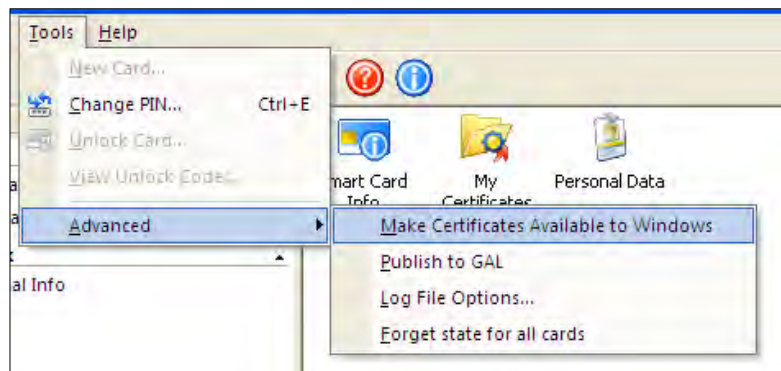 Tools Help
New Card...
Change PIN... Ctrl+E
Unlock Card...
View Unlock Codes...
Advanced
mart Card
Info
My
Certificates
Personal Data
Make Certificates Available to Windows
Publish to GAL
Log File Options...
Forget state for all cards
al Info